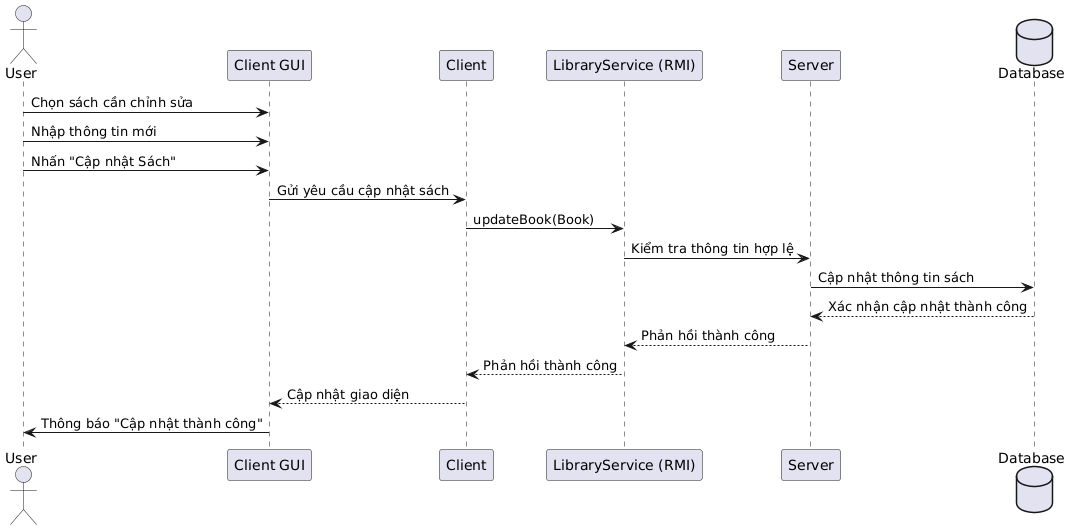 User
Client GUI
Client
LibraryService (RMI)
Server
Database
Chọn sách cần chỉnh sửa
Nhập thông tin mới
Nhấn "Cập nhật Sách"
Gửi yêu cầu cập nhật sách
updateBook(Book)
Kiểm tra thông tin hợp lệ
Cập nhật thông tin sách
Xác nhận cập nhật thành công
Phản hồi thành công
Phản hồi thành công
Cập nhật giao diện
Thông báo "Cập nhật thành công"
User
Client GUI
Client
LibraryService (RMI)
Server
Database